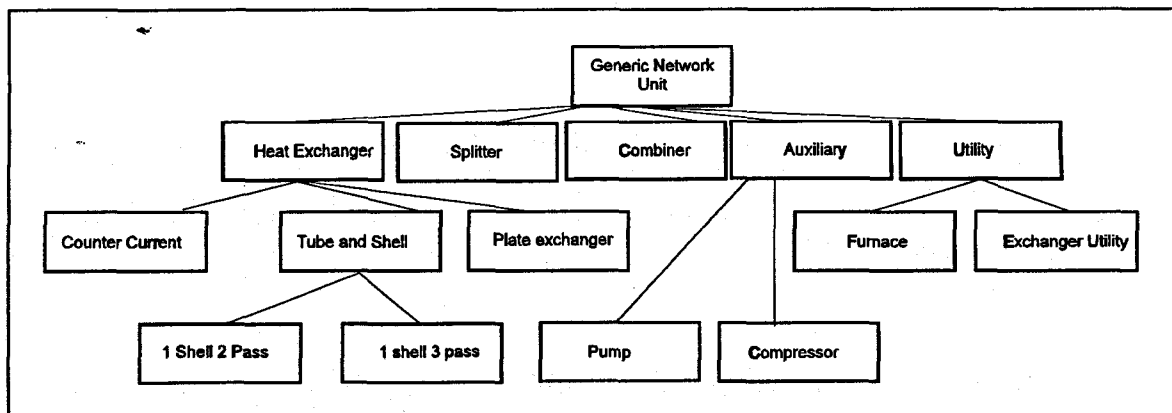 Generic Network
Unit
Heat Exchanger
Splitter
Combiner
Auxiliary
Utility
Counter Current
Tube and Shell
Plate exchanger
Furnace
Exchanger Utility
1 Shell 2 Pass
1 shell 3 pass
Pump
Compressor